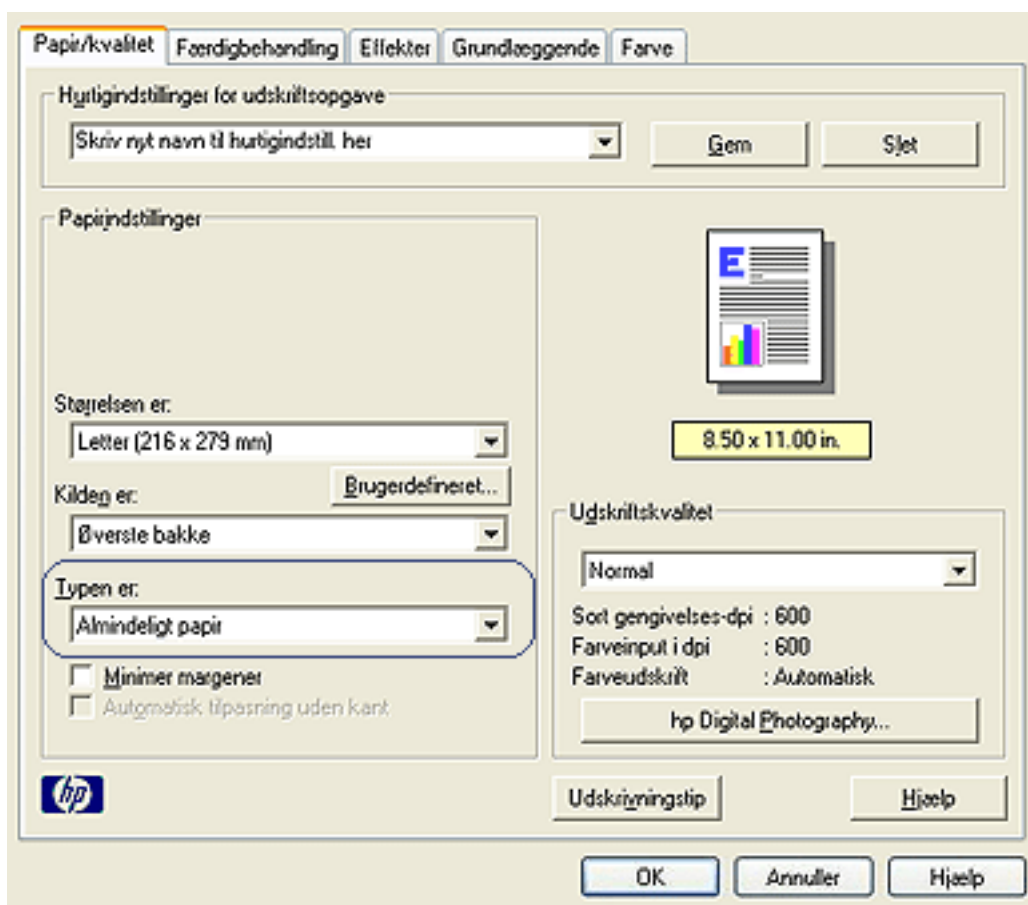 Papir/kvalitet Færdigbehandling Effekter Grundlæggende Farve
Hurtigindstillinger for udskriftsopgave
Skriv nyt navn til hurtigindstill. her Gem Slet
Papirindstillinger
E
Størrelsen er:
Letter (216 x 279 mm) 8.50 x 11.00 in.
Brugerdefineret...
Kilden er:
Øverste bakke
Udskriftskvalitet
Normal
Typen er:
Almindeligt papir
Sort gengivelses-dpi : 600
Farveinput i dpi : 600
Farveudskrift : Automatisk
Minimer margener
Automatisk tilpasning uden kant
hp Digital Photography...
hp
Udskrivningstip Hjælp
OK Annuller Hjælp